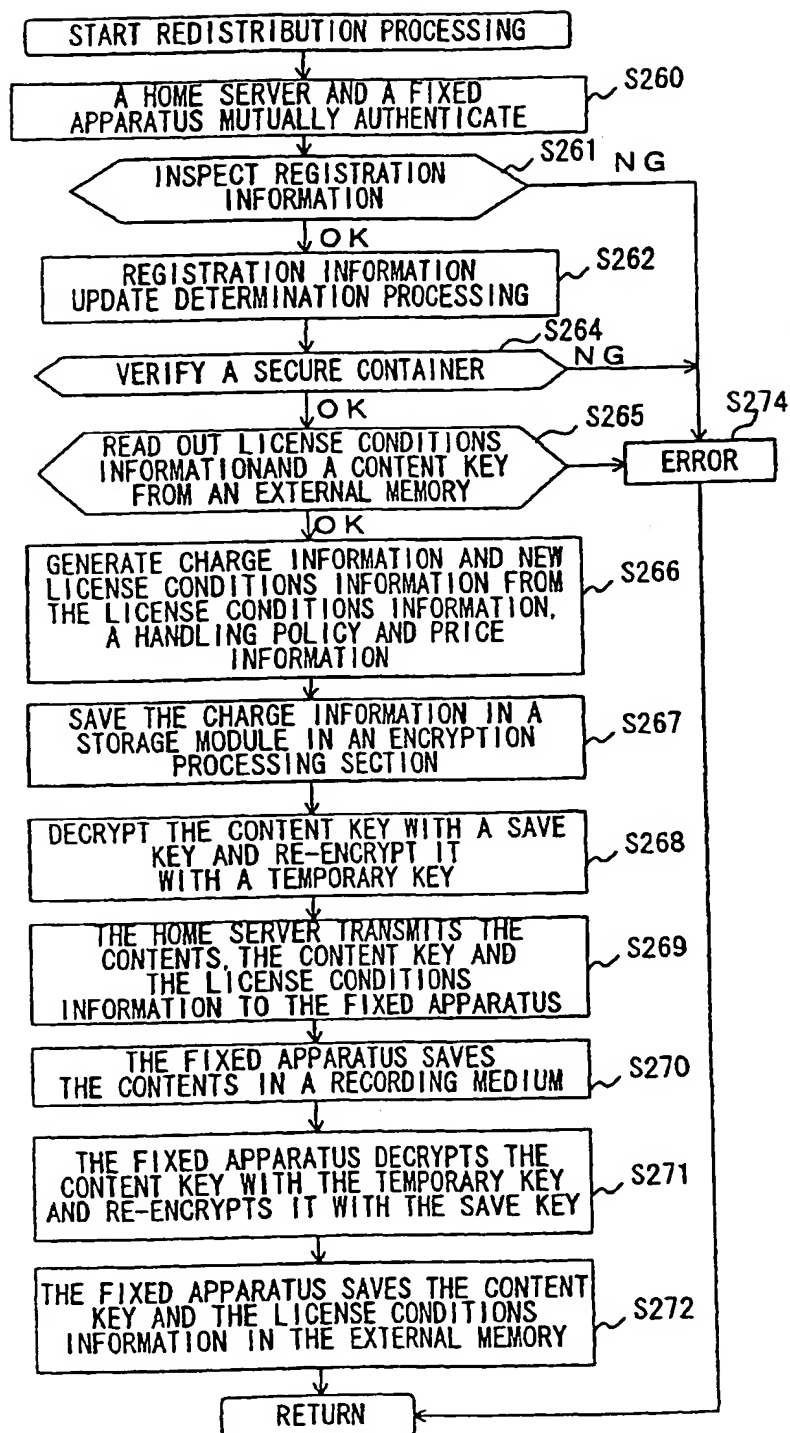 START REDISTRIBUTION PROCESSING
A HOME SERVER AND A FIXED
APPARATUS MUTUALLY AUTHENTICATE
S260
INSPECT REGISTRATION
INFORMATION
S261
NG
OK
REGISTRATION INFORMATION
UPDATE DETERMINATION PROCESSING
S262
VERIFY A SECURE CONTAINER
S264
NG
OK
READ OUT LICENSE CONDITIONS
INFORMATIONAND A CONTENT KEY
FROM AN EXTERNAL MEMORY
S265
ERROR
S274
OK
GENERATE CHARGE INFORMATION AND NEW
LICENSE CONDITIONS INFORMATION FROM
THE LICENSE CONDITIONS INFORMATION,
A HANDLING POLICY AND PRICE
INFORMATION
S266
SAVE THE CHARGE INFORMATION IN A
STORAGE MODULE IN AN ENCRYPTION
PROCESSING SECTION
S267
DECRYPT THE CONTENT KEY WITH A SAVE
KEY AND RE-ENCRYPT IT
WITH A TEMPORARY KEY
S268
THE HOME SERVER TRANSMITS THE
CONTENTS, THE CONTENT KEY AND
THE LICENSE CONDITIONS
INFORMATION TO THE FIXED APPARATUS
S269
THE FIXED APPARATUS SAVES
THE CONTENTS IN A RECORDING MEDIUM
S270
THE FIXED APPARATUS DECRYPTS THE
CONTENT KEY WITH THE TEMPORARY KEY
AND RE-ENCRYPTS IT WITH THE SAVE KEY
S271
THE FIXED APPARATUS SAVES THE CONTENT
KEY AND THE LICENSE CONDITIONS
INFORMATION IN THE EXTERNAL MEMORY
S272
RETURN